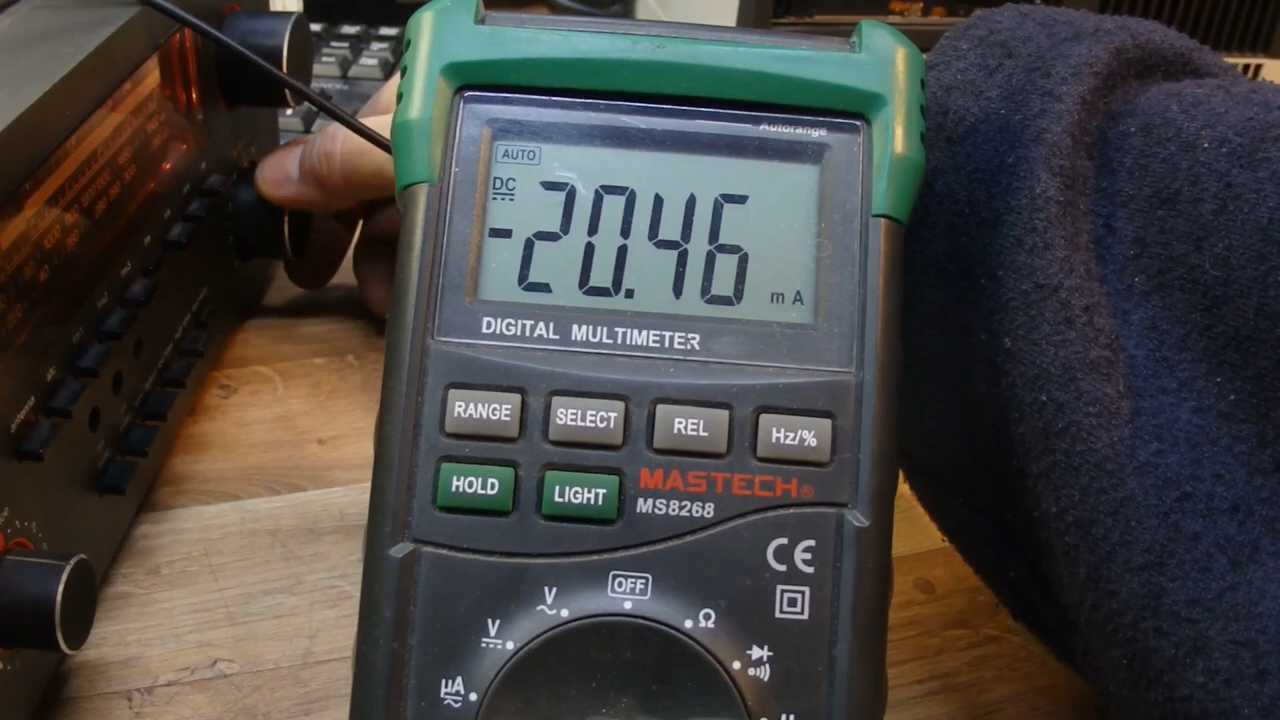 Autorange
AUTO
DC
-20.46
mA
DIGITAL MULTIMETER
RANGE SELECT REL Hz/%
HOLD LIGHT
MASTECH®
MS8268
CE
OFF
V
Ω
V
µA